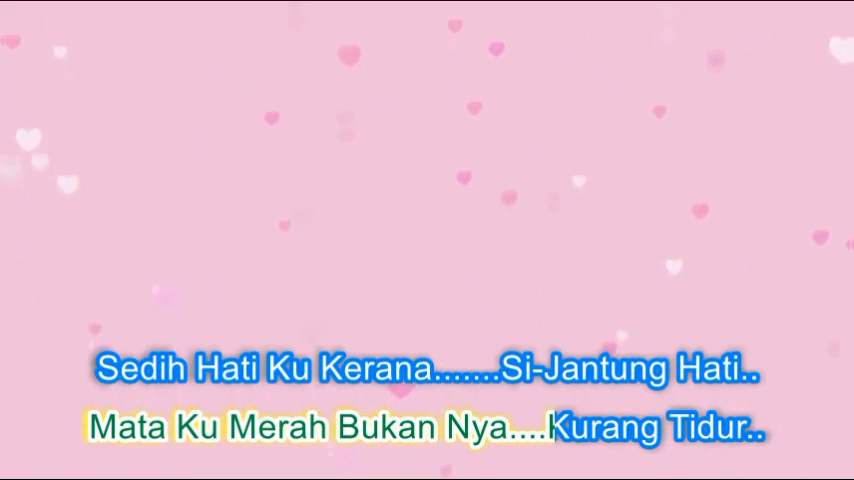 Sedih Hati Ku Kerana.......Si-Jantung Hati..
Mata Ku Merah Bukan Nya....Kurang Tidur..